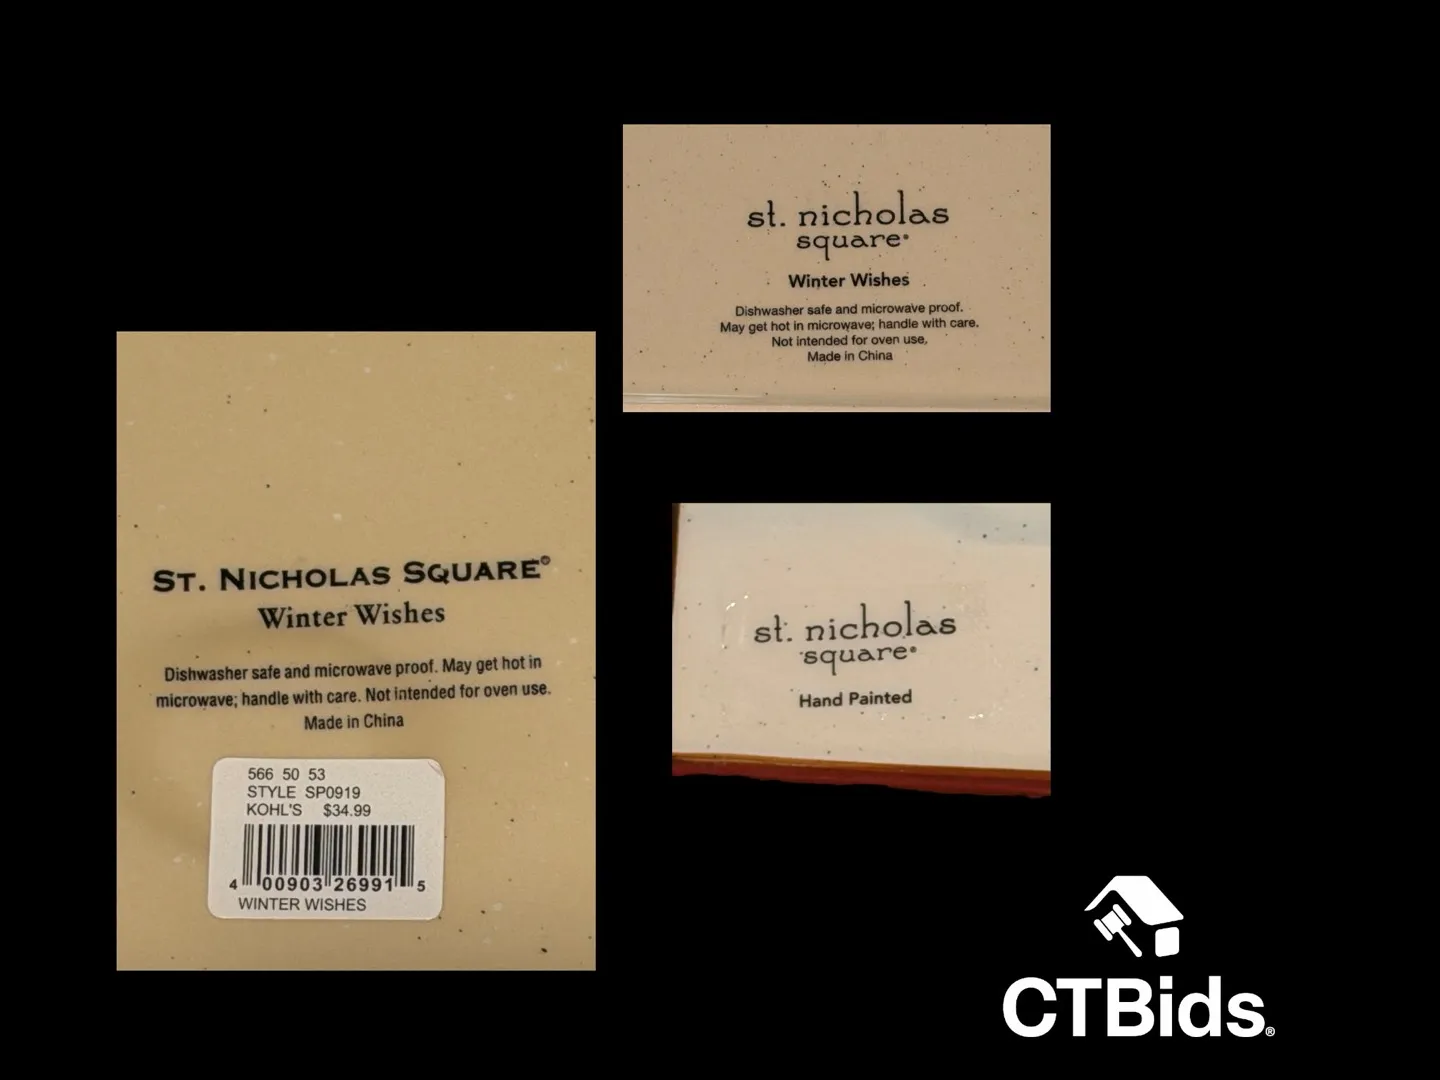 st. nicholas
square®
Winter Wishes
Dishwasher safe and microwave proof.
May get hot in microwave; handle with care.
Not intended for oven use.
Made in China
ST. NICHOLAS SQUARE®
Winter Wishes
Dishwasher safe and microwave proof. May get hot in
microwave; handle with care. Not intended for oven use.
Made in China
566 50 53
STYLE SP0919
KOHL'S $34.99
4 00903 26991 5
WINTER WISHES
st. nicholas
square®
Hand Painted
CTBids®